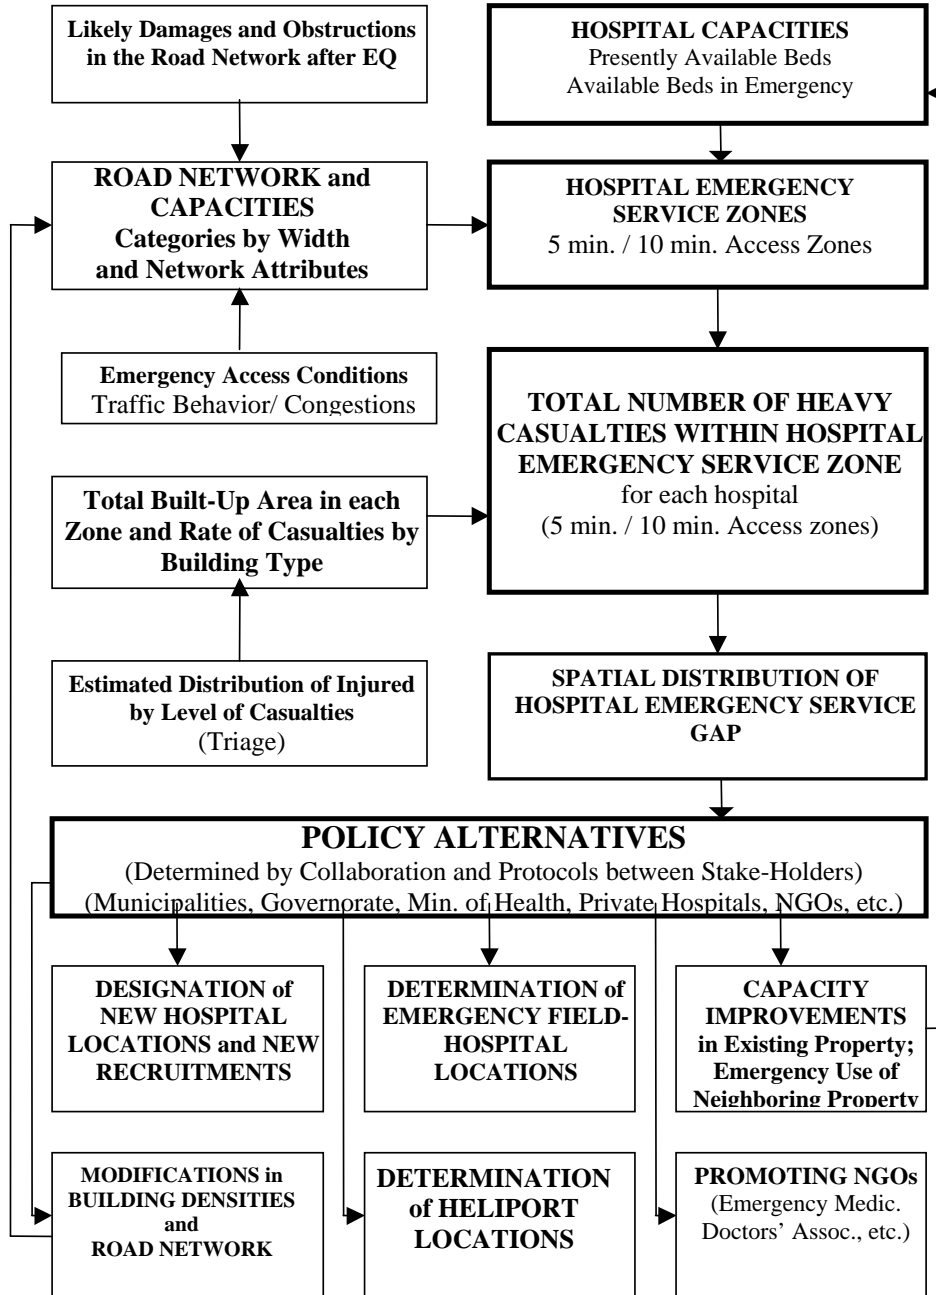 Likely Damages and Obstructions
in the Road Network after EQ
HOSPITAL CAPACITIES
Presently Available Beds
Available Beds in Emergency
ROAD NETWORK and
CAPACITIES
Categories by Width
and Network Attributes
HOSPITAL EMERGENCY
SERVICE ZONES
5 min. / 10 min. Access Zones
Emergency Access Conditions
Traffic Behavior/ Congestions
TOTAL NUMBER OF HEAVY
CASUALTIES WITHIN HOSPITAL
EMERGENCY SERVICE ZONE
for each hospital
(5 min. / 10 min. Access zones)
Total Built-Up Area in each
Zone and Rate of Casualties by
Building Type
Estimated Distribution of Injured
by Level of Casualties
(Triage)
SPATIAL DISTRIBUTION OF
HOSPITAL EMERGENCY SERVICE
GAP
POLICY ALTERNATIVES
(Determined by Collaboration and Protocols between Stake-Holders)
(Municipalities, Governorate, Min. of Health, Private Hospitals, NGOs, etc.)
DESIGNATION of
NEW HOSPITAL
LOCATIONS and NEW
RECRUITMENTS
DETERMINATION of
EMERGENCY FIELD-
HOSPITAL
LOCATIONS
CAPACITY
IMPROVEMENTS
in Existing Property;
Emergency Use of
Neighboring Property
MODIFICATIONS in
BUILDING DENSITIES
and
ROAD NETWORK
DETERMINATION
of HELIPORT
LOCATIONS
PROMOTING NGOs
(Emergency Medic.
Doctors’ Assoc., etc.)